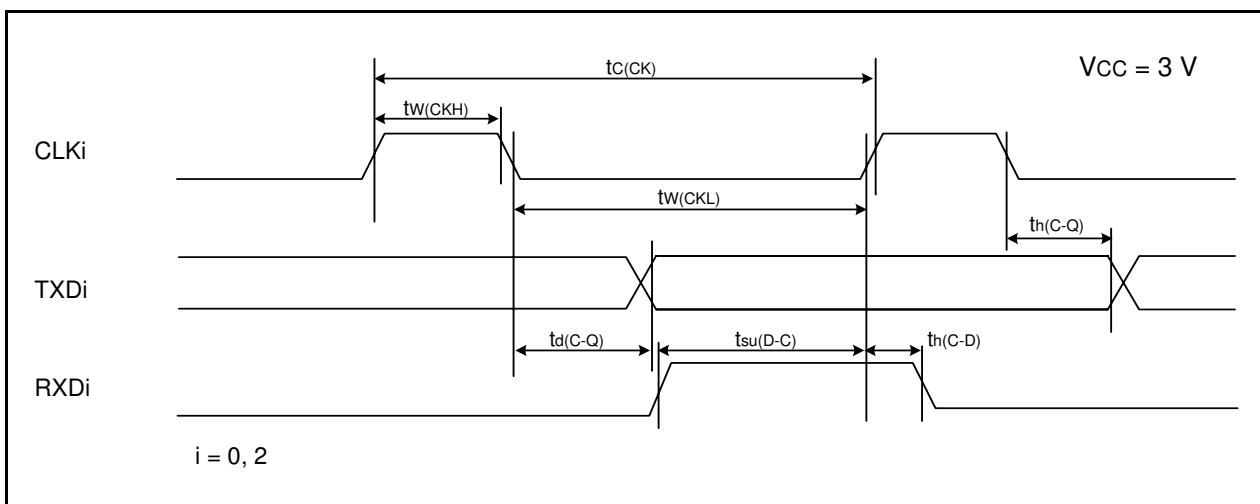 tC(CK)
VCC = 3 V
tW(CKH)
CLKi
tW(CKL)
th(C-Q)
TXDi
td(C-Q)
tsu(D-C)
th(C-D)
RXDi
i = 0, 2